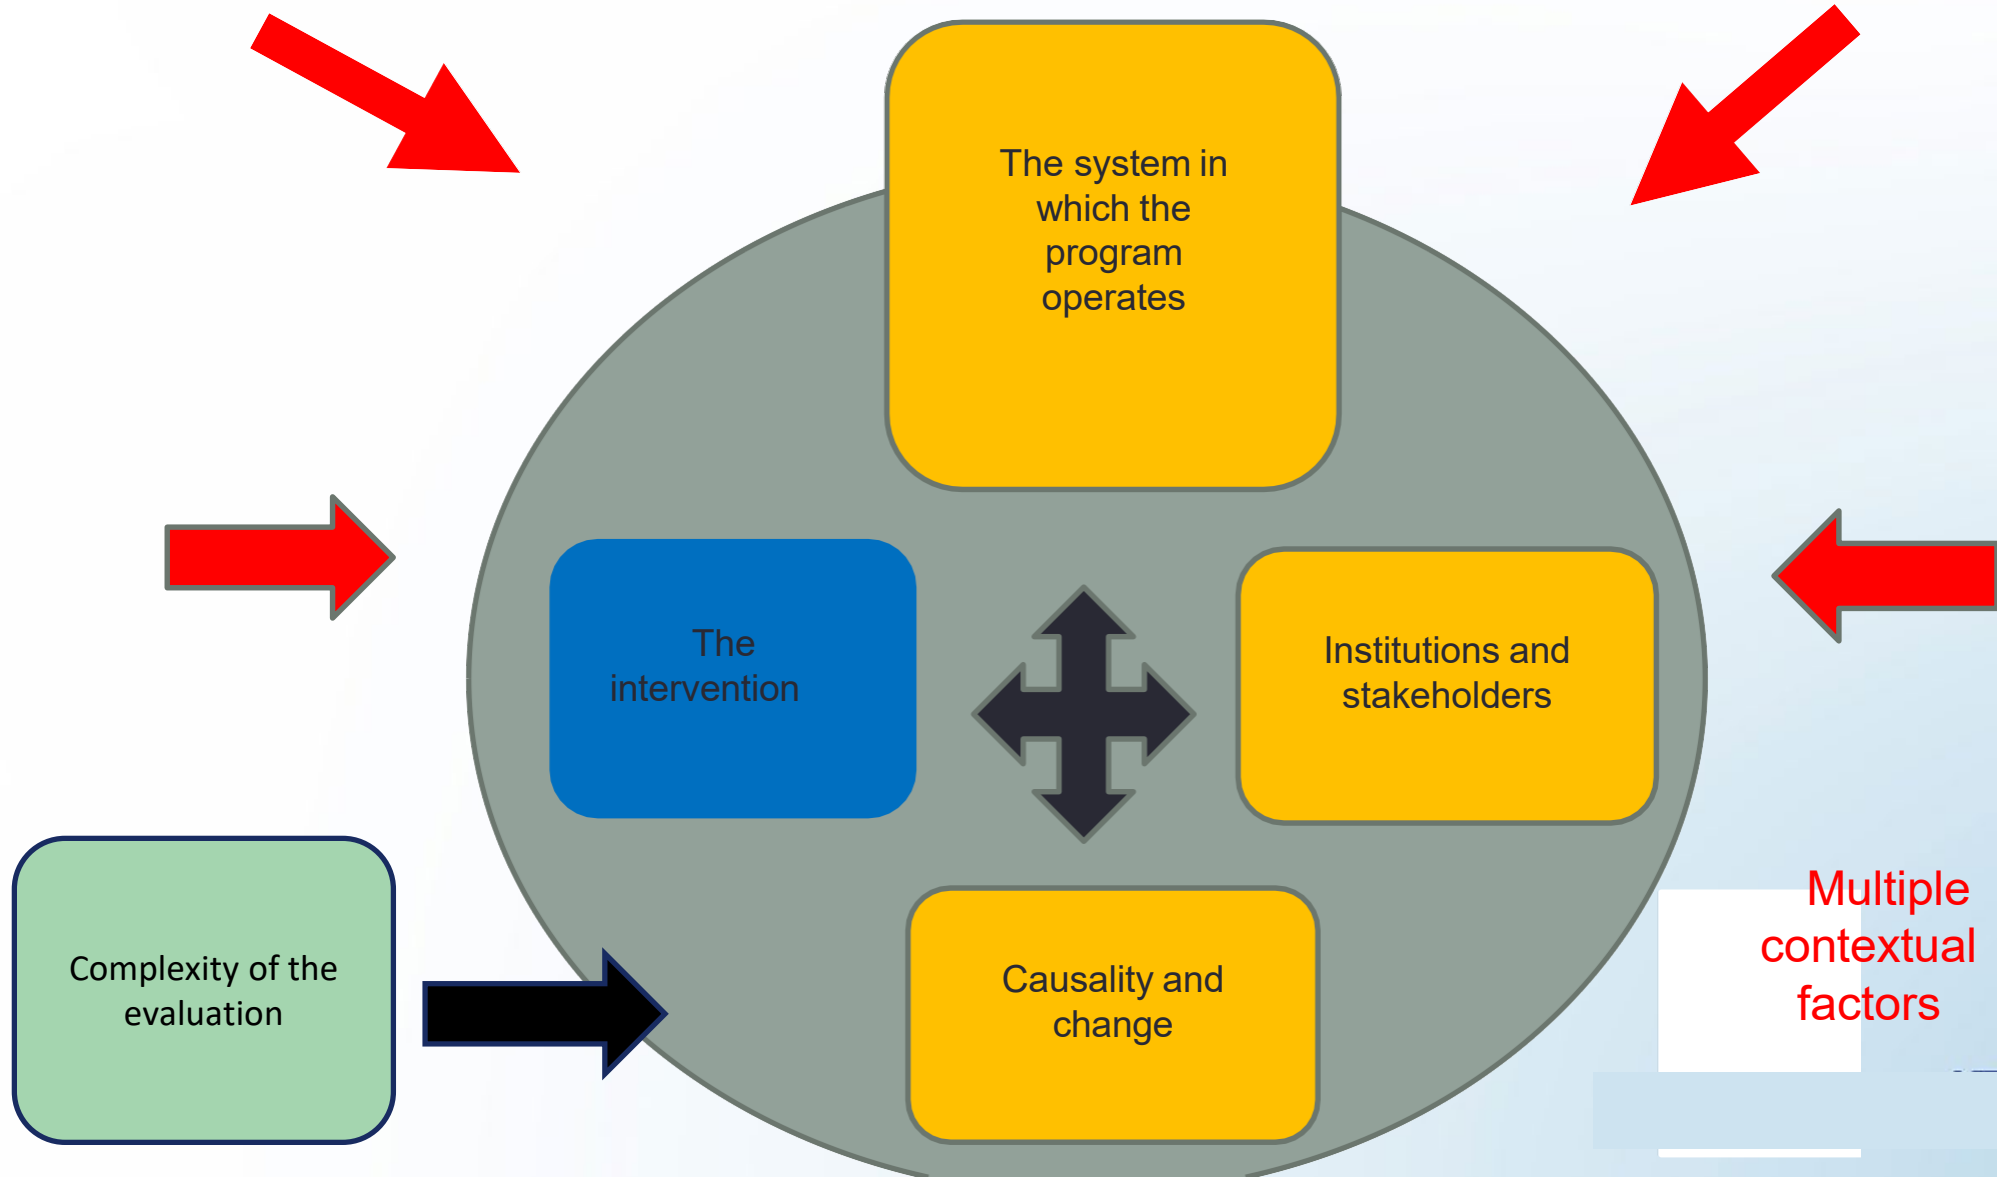 The system in
which the
program
operates
The
intervention
Institutions and
stakeholders
Multiple
contextual
factors
Complexity of the
evaluation
Causality and
change